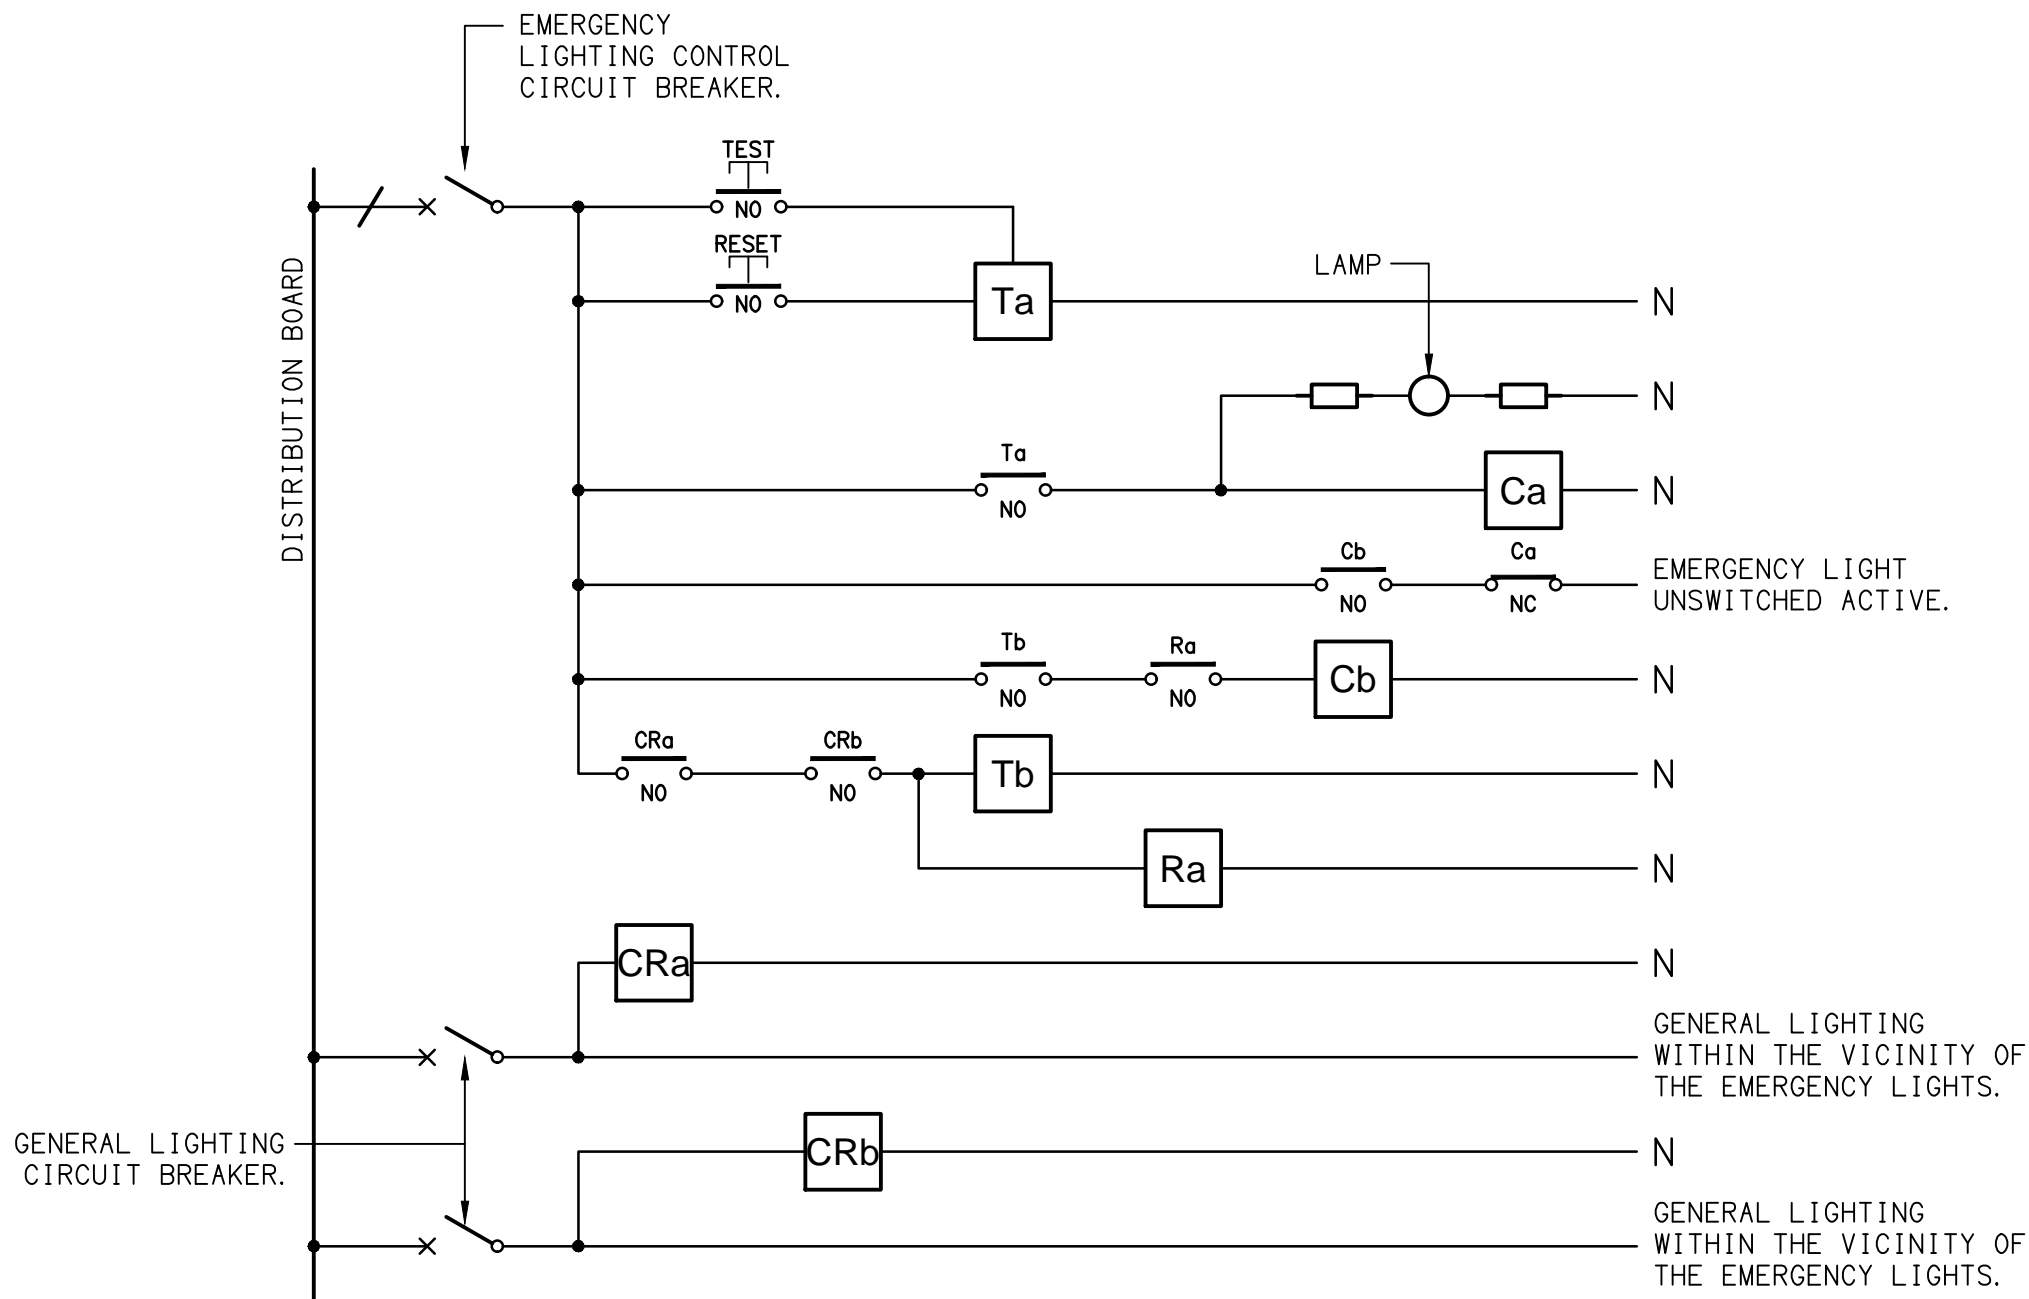 EMERGENCY
LIGHTING CONTROL
CIRCUIT BREAKER.
TEST
NO
RESET
NO
DISTRIBUTION BOARD
LAMP
Ta
N
N
Ta
NO
Ca
N
Cb
NO
Ca
NC
EMERGENCY LIGHT
UNSWITCHED ACTIVE.
Tb
NO
Ra
NO
Cb
N
CRa
NO
CRb
NO
Tb
N
Ra
N
CRa
N
GENERAL LIGHTING
WITHIN THE VICINITY OF
THE EMERGENCY LIGHTS.
GENERAL LIGHTING
CIRCUIT BREAKER.
CRb
N
GENERAL LIGHTING
WITHIN THE VICINITY OF
THE EMERGENCY LIGHTS.